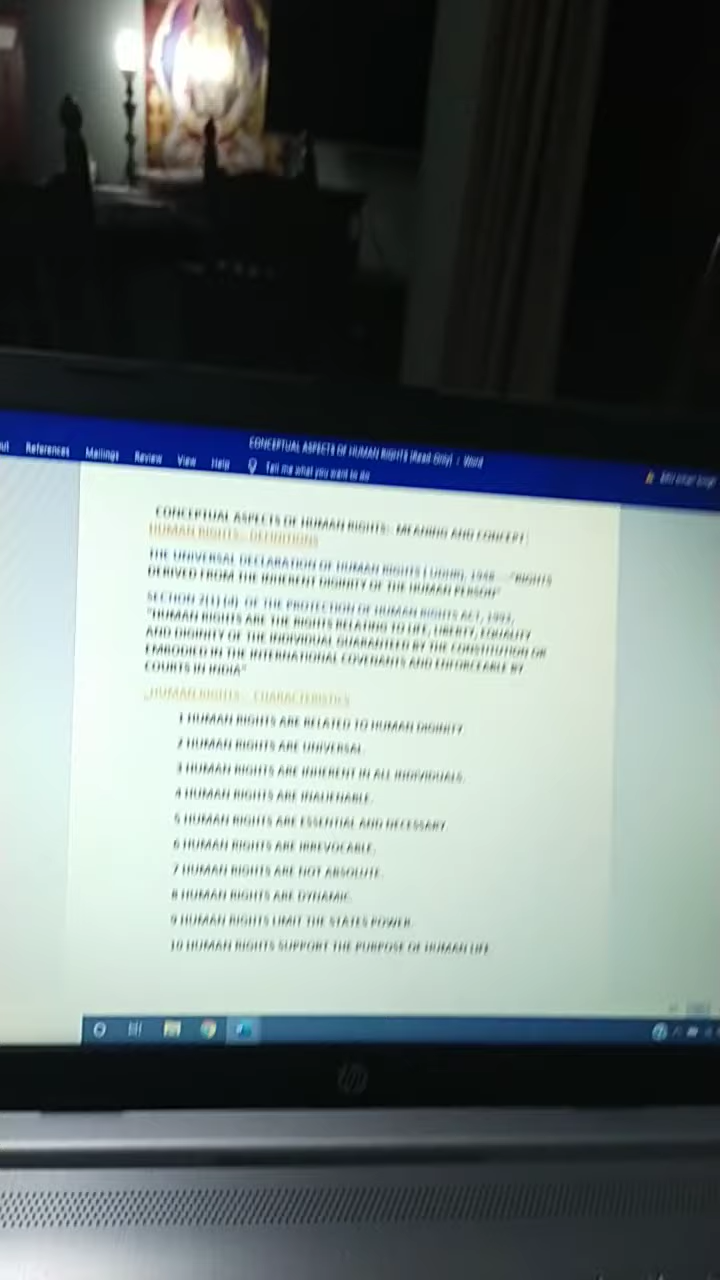 CONCEPTUAL ASPECTS OF HUMAN RIGHTS [Read-Only] - Word
References Mailings Review View Help Tell me what you want to do
CONCEPTUAL ASPECTS OF HUMAN RIGHTS:- MEANING AND CONCEPT;
HUMAN RIGHTS:- DEFINITIONS
THE UNIVERSAL DECLARATION OF HUMAN RIGHTS ( UDHR), 1948 "RIGHTS
DERIVED FROM THE INHERENT DIGINITY OF THE HUMAN PERSON"
SECTION 2(1) (d) OF THE PROTECTION OF HUMAN RIGHTS ACT, 1993,
"HUMAN RIGHTS ARE THE RIGHTS RELATING TO LIFE, LIBERTY, EQUALITY
AND DIGINITY OF THE INDIVIDUAL GUARANTEED BY THE CONSTITUTION OR
EMBODIED IN THE INTERNATIONAL COVENANTS AND ENFORCEABLE BY
COURTS IN INDIA"
HUMAN RIGHTS:- CHARACTERISTICS
1 HUMAN RIGHTS ARE RELATED TO HUMAN DIGINITY.
2 HUMAN RIGHTS ARE UNIVERSAL.
3 HUMAN RIGHTS ARE INHERENT IN ALL INDIVIDUALS.
4 HUMAN RIGHTS ARE INALIENABLE.
5 HUMAN RIGHTS ARE ESSENTIAL AND NECESSARY.
6 HUMAN RIGHTS ARE IRREVOCABLE.
7 HUMAN RIGHTS ARE NOT ABSOLUTE.
8 HUMAN RIGHTS ARE DYNAMIC.
9 HUMAN RIGHTS LIMIT THE STATES POWER.
10 HUMAN RIGHTS SUPPORT THE PURPOSE OF HUMAN LIFE
hp